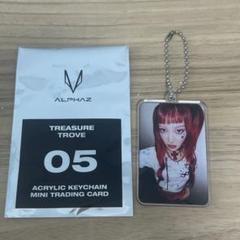 ALPHAZ
TREASURE
TROVE
05
ACRYLIC KEYCHAIN
MINI TRADING CARD